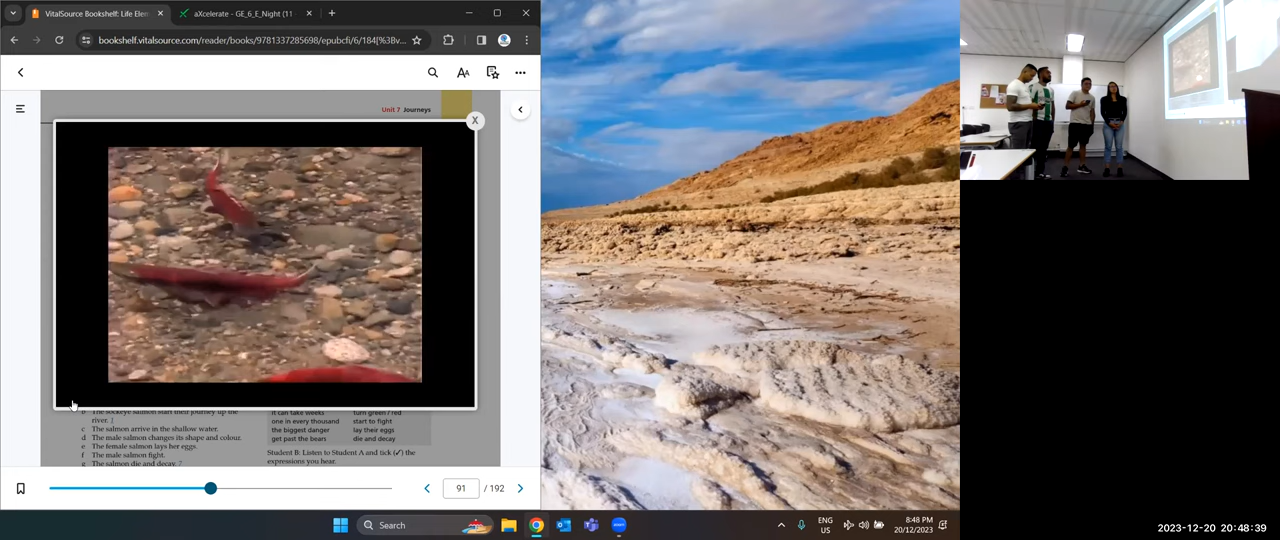 VitalSource Bookshelf: Life Elem
aXcelerate - GE_6_E_Night (11
bookshelf.vitalsource.com/reader/books/9781337285698/epubcfi/6/184[%3Bv...
AA
Unit 7 Journeys
X
b The sockeye salmon start their journey up the
river. 1
c The salmon arrive in the shallow water.
d The male salmon changes its shape and colour.
e The female salmon lays her eggs.
f The male salmon fight.
g The salmon die and decay. 7
it can take weeks
one in every thousand
the biggest danger
get past the bears
turn green / red
start to fight
lay their eggs
die and decay
Student B: Listen to Student A and tick (✓) the
expressions you hear.
91 / 192
Search
zoom
ENG
US
8:48 PM
20/12/2023
2023-12-20 20:48:39